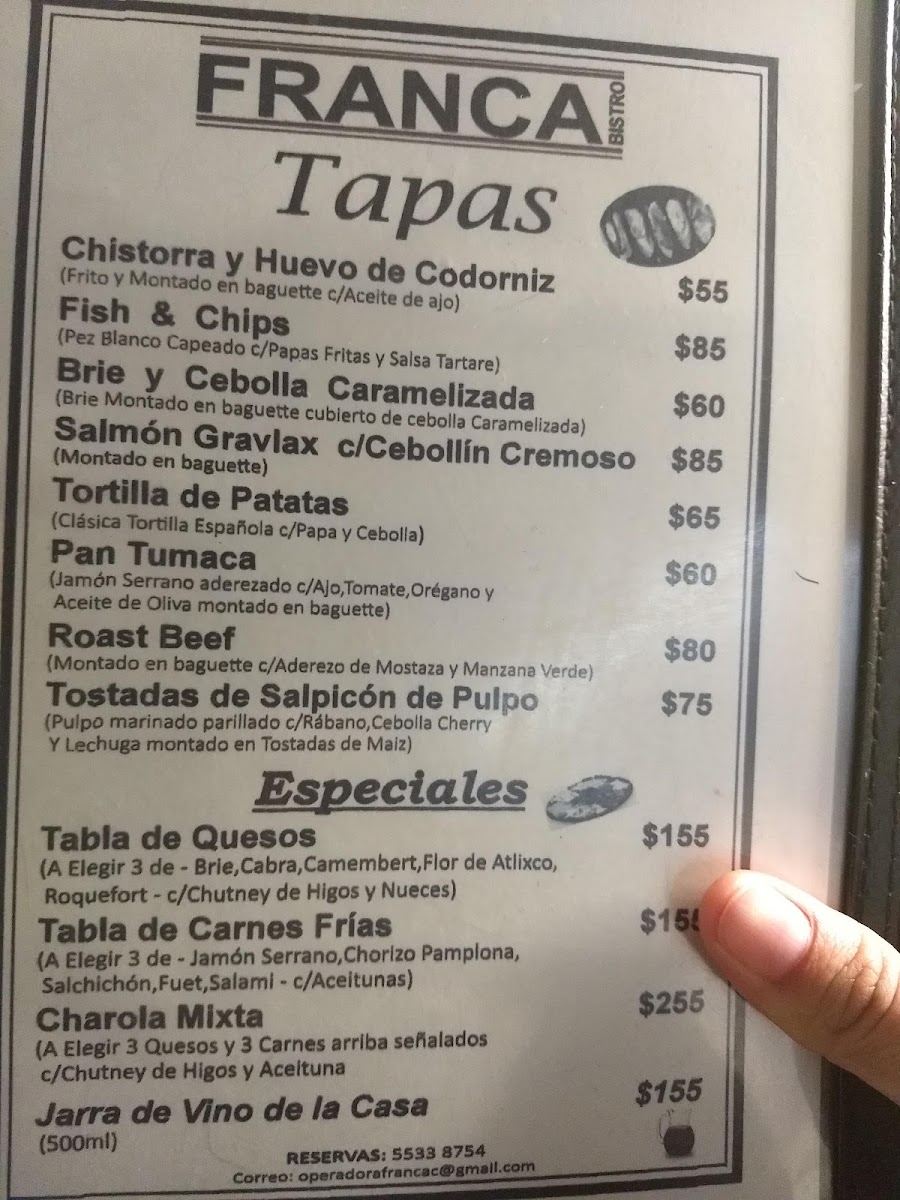 FRANCA BISTRO
Tapas
Chistorra y Huevo de Codorniz $55
(Frito y Montado en baguette c/Aceite de ajo)
Fish & Chips $85
(Pez Blanco Capeado c/Papas Fritas y Salsa Tartare)
Brie y Cebolla Caramelizada $60
(Brie Montado en baguette cubierto de cebolla Caramelizada)
Salmón Gravlax c/Cebollín Cremoso $85
(Montado en baguette)
Tortilla de Patatas $65
(Clásica Tortilla Española c/Papa y Cebolla)
Pan Tumaca $60
(Jamón Serrano aderezado c/Ajo,Tomate,Orégano y
Aceite de Oliva montado en baguette)
Roast Beef $80
(Montado en baguette c/Aderezo de Mostaza y Manzana Verde)
Tostadas de Salpicón de Pulpo $75
(Pulpo marinado parillado c/Rábano,Cebolla Cherry
Y Lechuga montado en Tostadas de Maiz)
Especiales
Tabla de Quesos $155
(A Elegir 3 de - Brie,Cabra,Camembert,Flor de Atlixco,
Roquefort - c/Chutney de Higos y Nueces)
Tabla de Carnes Frías
(A Elegir 3 de - Jamón Serrano,Chorizo Pamplona,
Salchichón,Fuet,Salami - c/Aceitunas)
Charola Mixta $255
(A Elegir 3 Quesos y 3 Carnes arriba señalados
c/Chutney de Higos y Aceituna
Jarra de Vino de la Casa $155
(500ml)
RESERVAS: 5533 8754
Correo: operadorafrancac@gmail.com